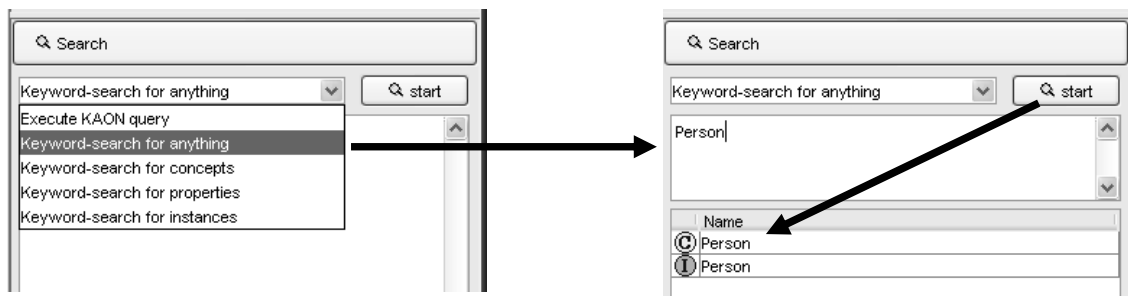 Search
Keyword-search for anything
start
Execute KAON query
Keyword-search for anything
Keyword-search for concepts
Keyword-search for properties
Keyword-search for instances
Search
Keyword-search for anything
start
Person
Name
C Person
I Person